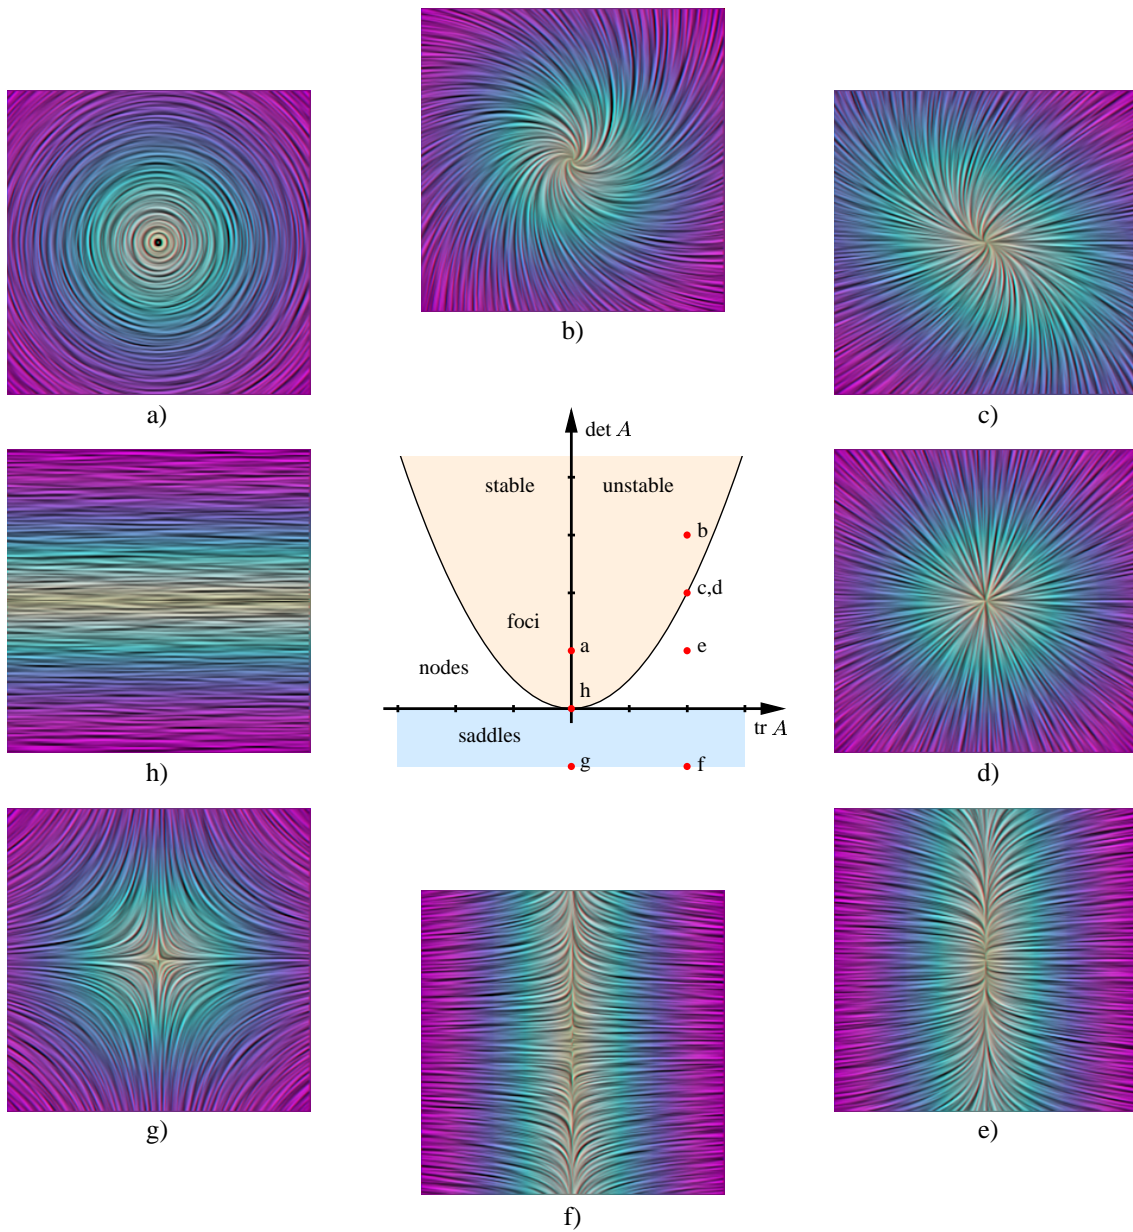 b)
a)
c)
det A
stable
unstable
b
c,d
foci
a
e
nodes
h
tr A
saddles
g
f
h)
d)
g)
e)
f)